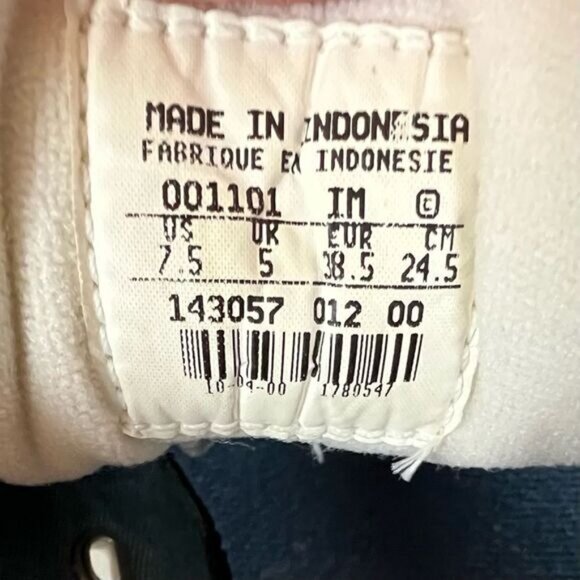 MADE IN INDONESIA
FABRIQUE EN INDONESIE
001101 IM ©
US UK EUR CM
7.5 5 38.5 24.5
143057 012 00
10-04-00 1780547